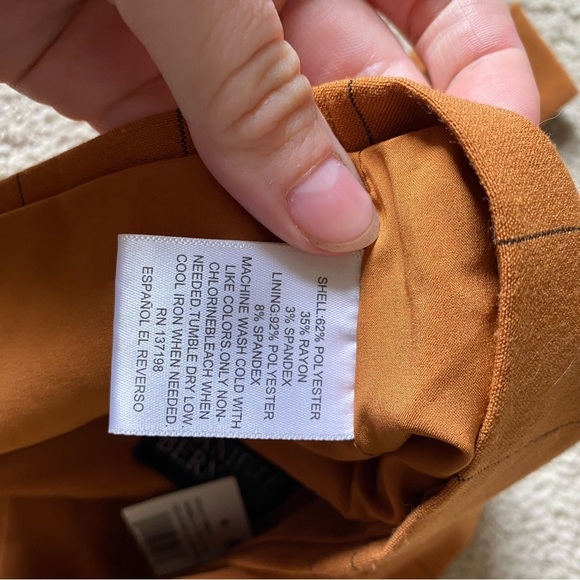 SHELL:62% POLYESTER
35% RAYON
3% SPANDEX
LINING:92% POLYESTER
8% SPANDEX
MACHINE WASH COLD WITH
LIKE COLORS.ONLY NON-
CHLORINEBLEACH WHEN
NEEDED.TUMBLE DRY LOW
COOL IRON WHEN NEEDED
RN 137198
ESPAÑOL EL REVERSO